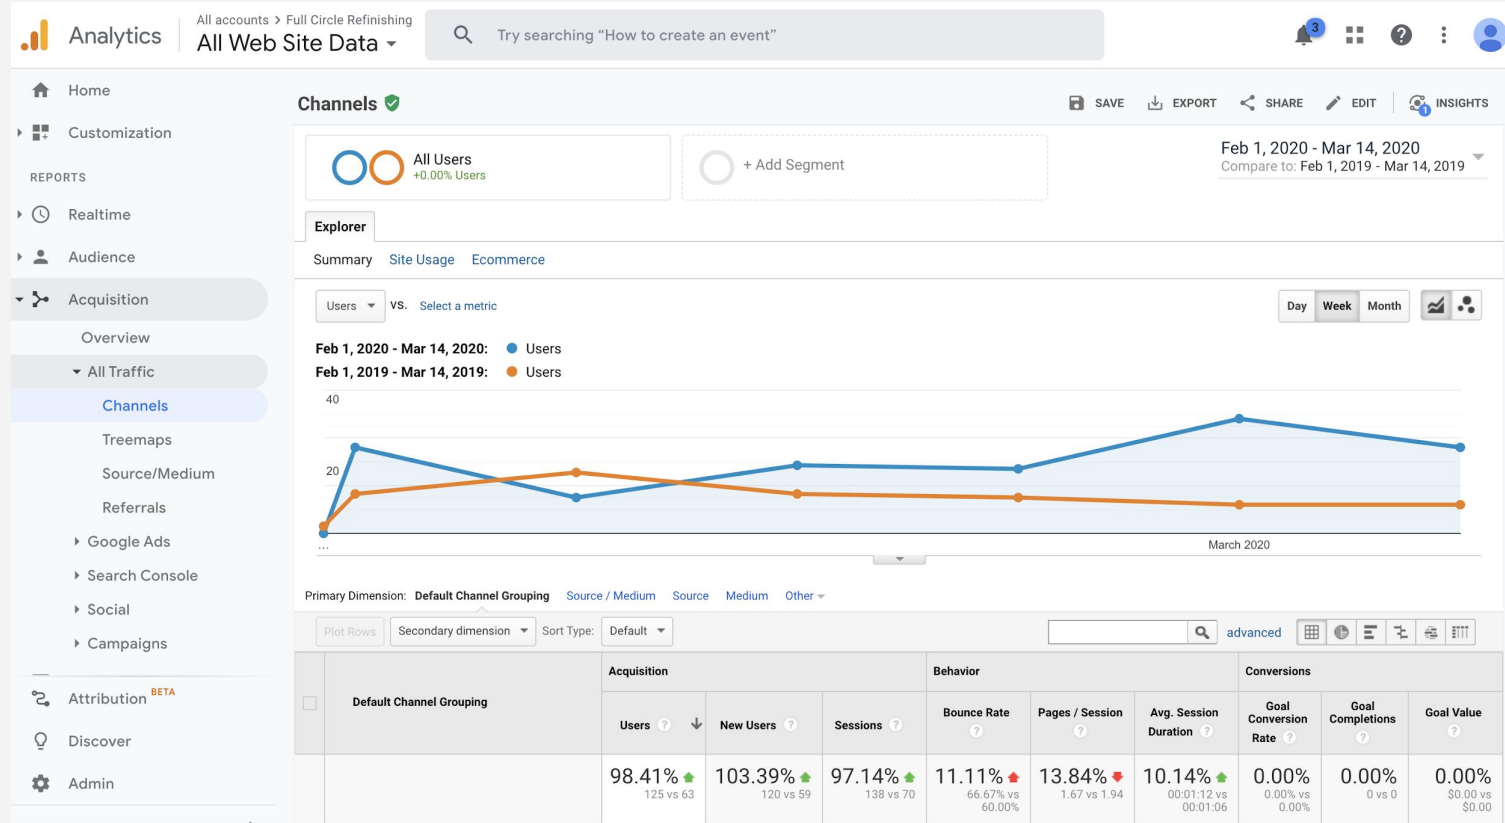 Analytics
All accounts > Full Circle Refinishing
All Web Site Data
Try searching “How to create an event”
3
Home
Customization
REPORTS
Realtime
Audience
Acquisition
Overview
All Traffic
Channels
Treemaps
Source/Medium
Referrals
Google Ads
Search Console
Social
Campaigns
Attribution BETA
Discover
Admin
Channels
SAVE
EXPORT
SHARE
EDIT
1
INSIGHTS
All Users
+0.00% Users
+ Add Segment
Feb 1, 2020 - Mar 14, 2020
Compare to: Feb 1, 2019 - Mar 14, 2019
Explorer
Summary Site Usage Ecommerce
Users VS. Select a metric
Day Week Month
Feb 1, 2020 - Mar 14, 2020: Users
Feb 1, 2019 - Mar 14, 2019: Users
40
20
...
March 2020
Primary Dimension: Default Channel Grouping Source / Medium Source Medium Other
Plot Rows Secondary dimension Sort Type: Default advanced
Default Channel Grouping
Acquisition
Behavior
Conversions
Users ?
New Users ?
Sessions ?
Bounce Rate
?
Pages / Session
?
Avg. Session
Duration ?
Goal
Conversion
Rate ?
Goal
Completions
?
Goal Value
?
98.41%
125 vs 63
103.39%
120 vs 59
97.14%
138 vs 70
11.11%
66.67% vs
60.00%
13.84%
1.67 vs 1.94
10.14%
00:01:12 vs
00:01:06
0.00%
0.00% vs
0.00%
0.00%
0 vs 0
0.00%
$0.00 vs
$0.00